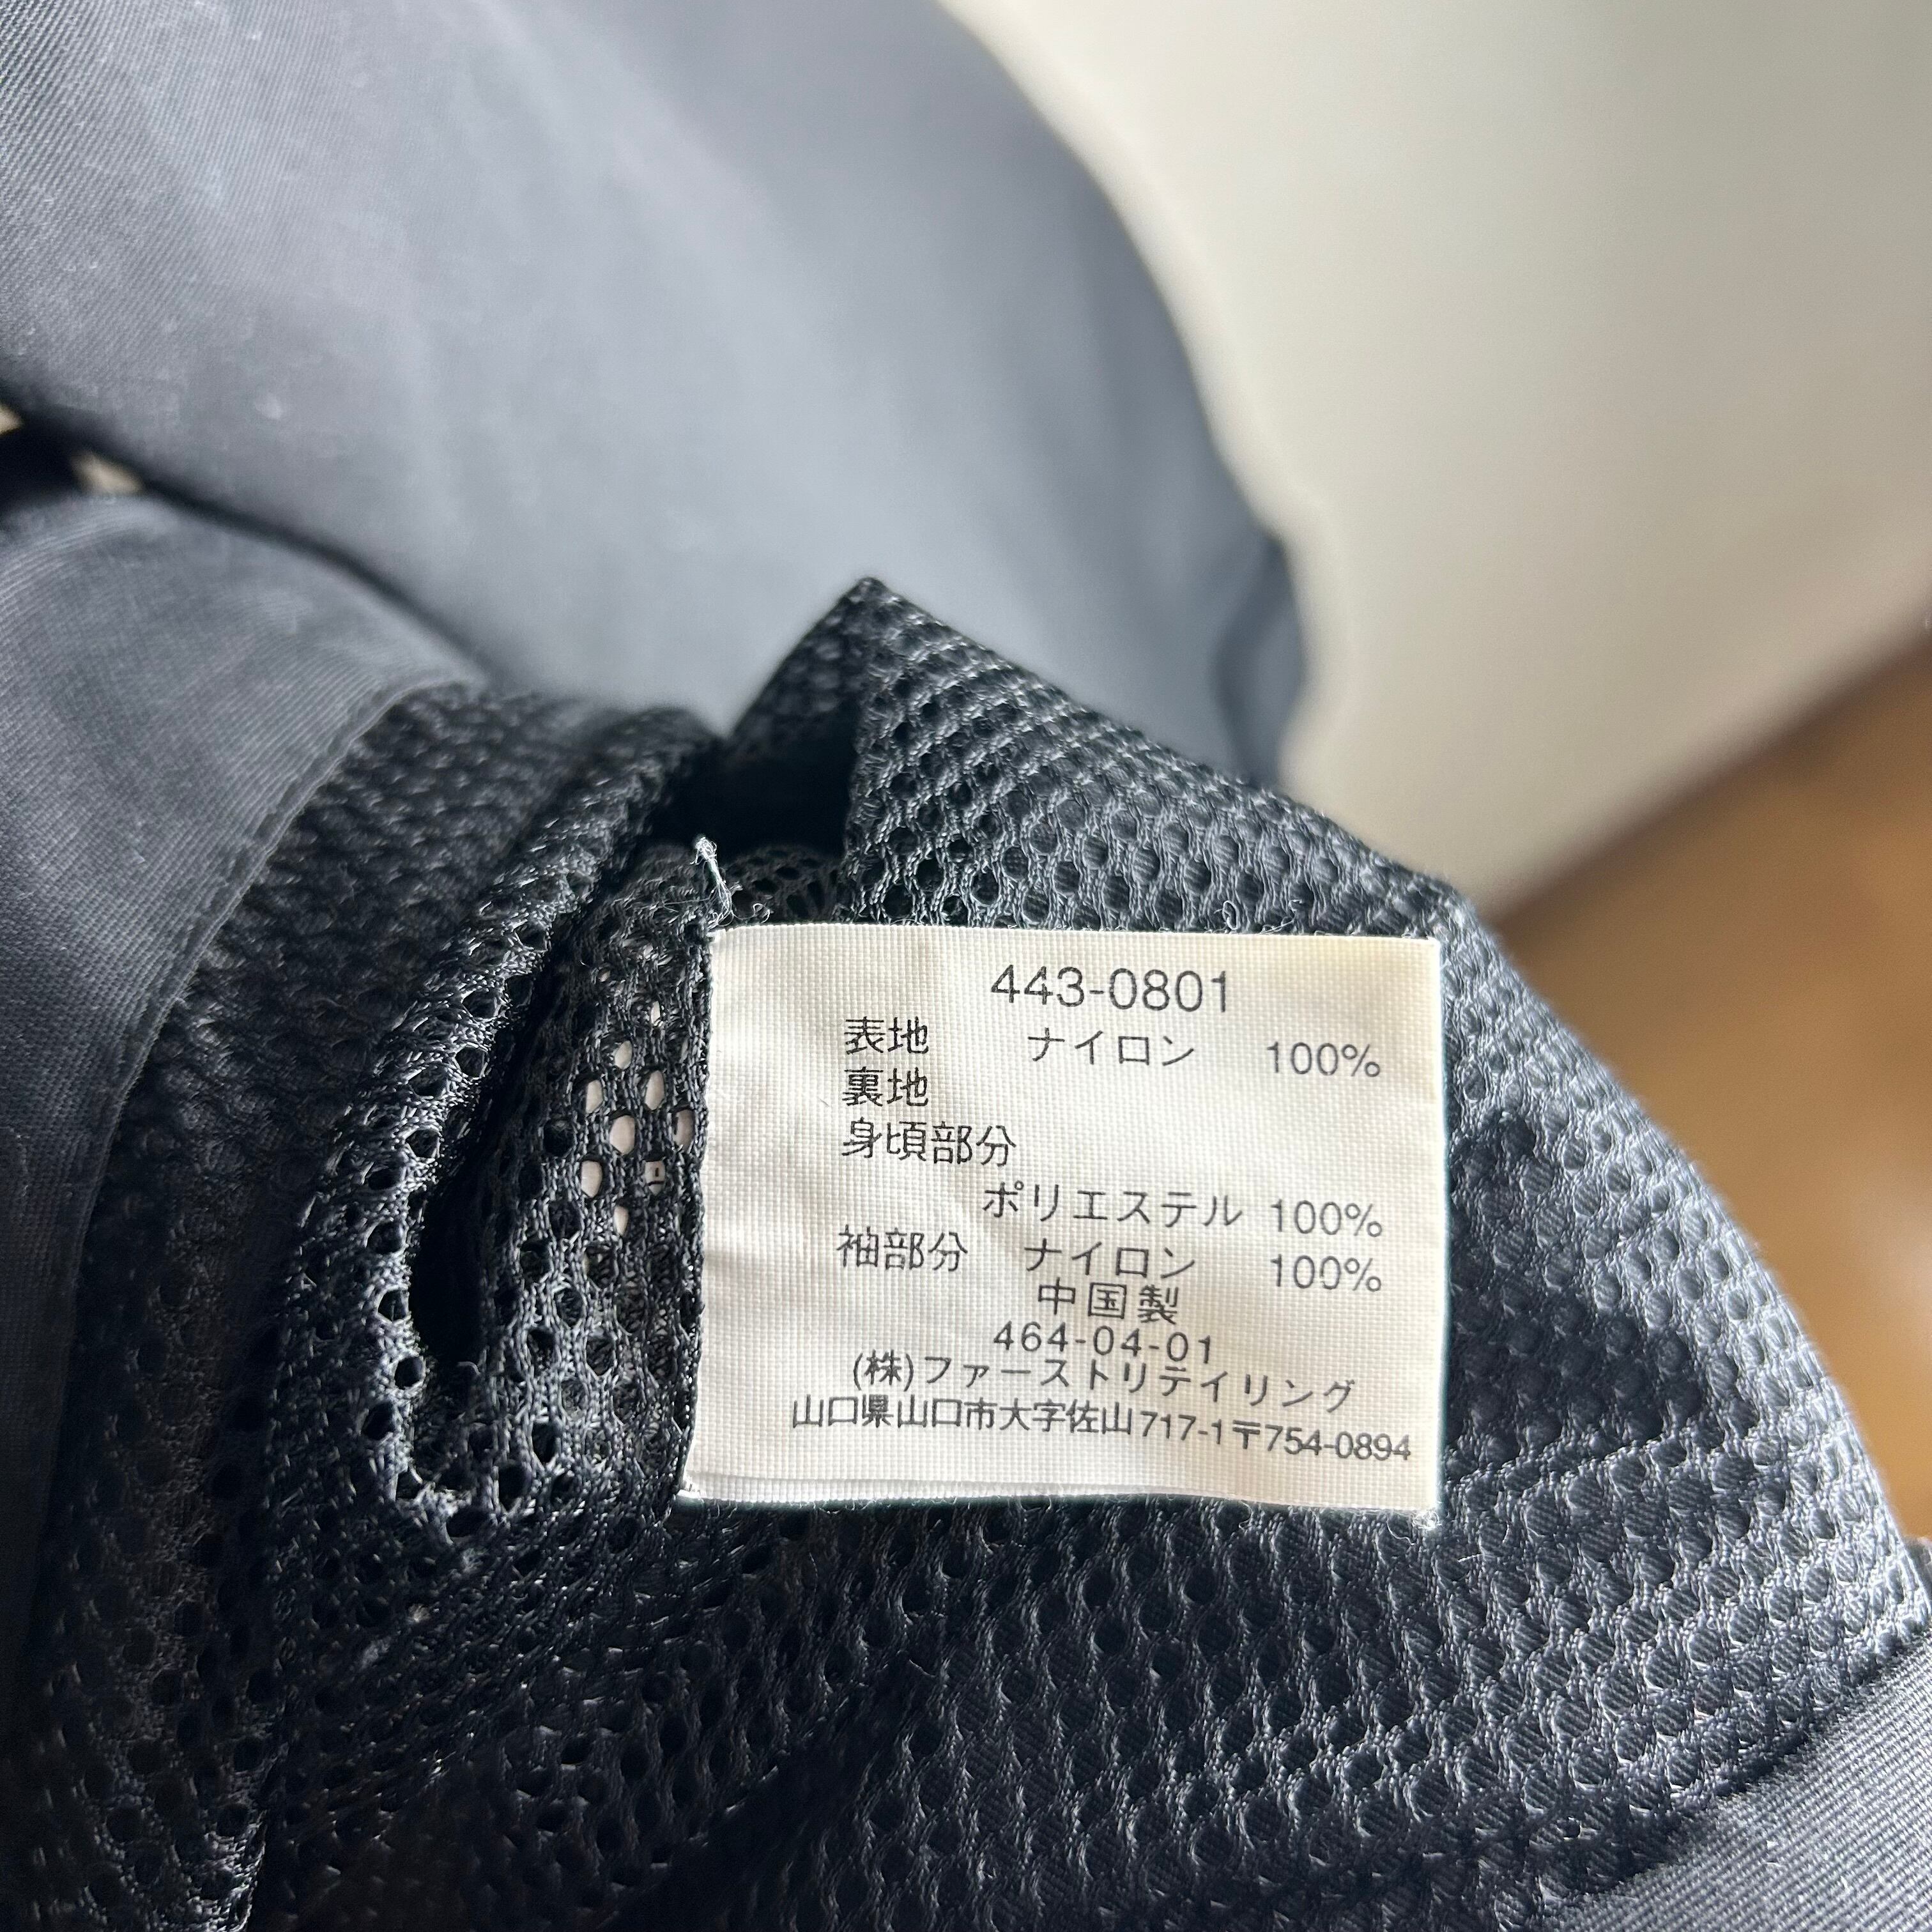 443-0801
表地 ナイロン 100%
裏地
身頃部分
ポリエステル 100%
袖部分 ナイロン 100%
中国製
464-04-01
(株)ファーストリテイリング
山口県山口市大字佐山717-1〒754-0894